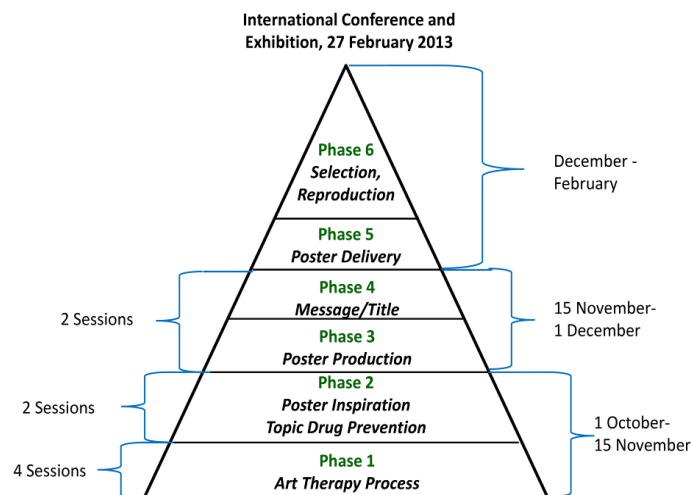 International Conference and
Exhibition, 27 February 2013
Phase 6
Selection,
Reproduction
December -
February
Phase 5
Poster Delivery
Phase 4
Message/Title
2 Sessions
15 November-
1 December
Phase 3
Poster Production
Phase 2
Poster Inspiration
Topic Drug Prevention
2 Sessions
1 October-
15 November
Phase 1
Art Therapy Process
4 Sessions